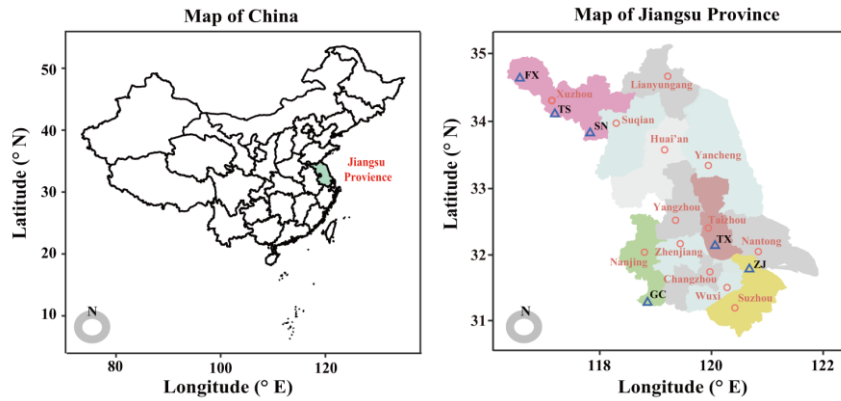 Map of China
50
40
30
20
10
Latitude (° N)
80
100
120
Longitude (° E)
Jiangsu
Provience
N
Map of Jiangsu Province
35
34
33
32
31
Latitude (° N)
118
120
122
Longitude (° E)
FX
Xuzhou
TS
SN
Lianyungang
Suqian
Huai'an
Yancheng
Yangzhou
Taizhou
TX
Nantong
Nanjing
Zhenjiang
ZJ
Changzhou
GC
Wuxi
Suzhou
N